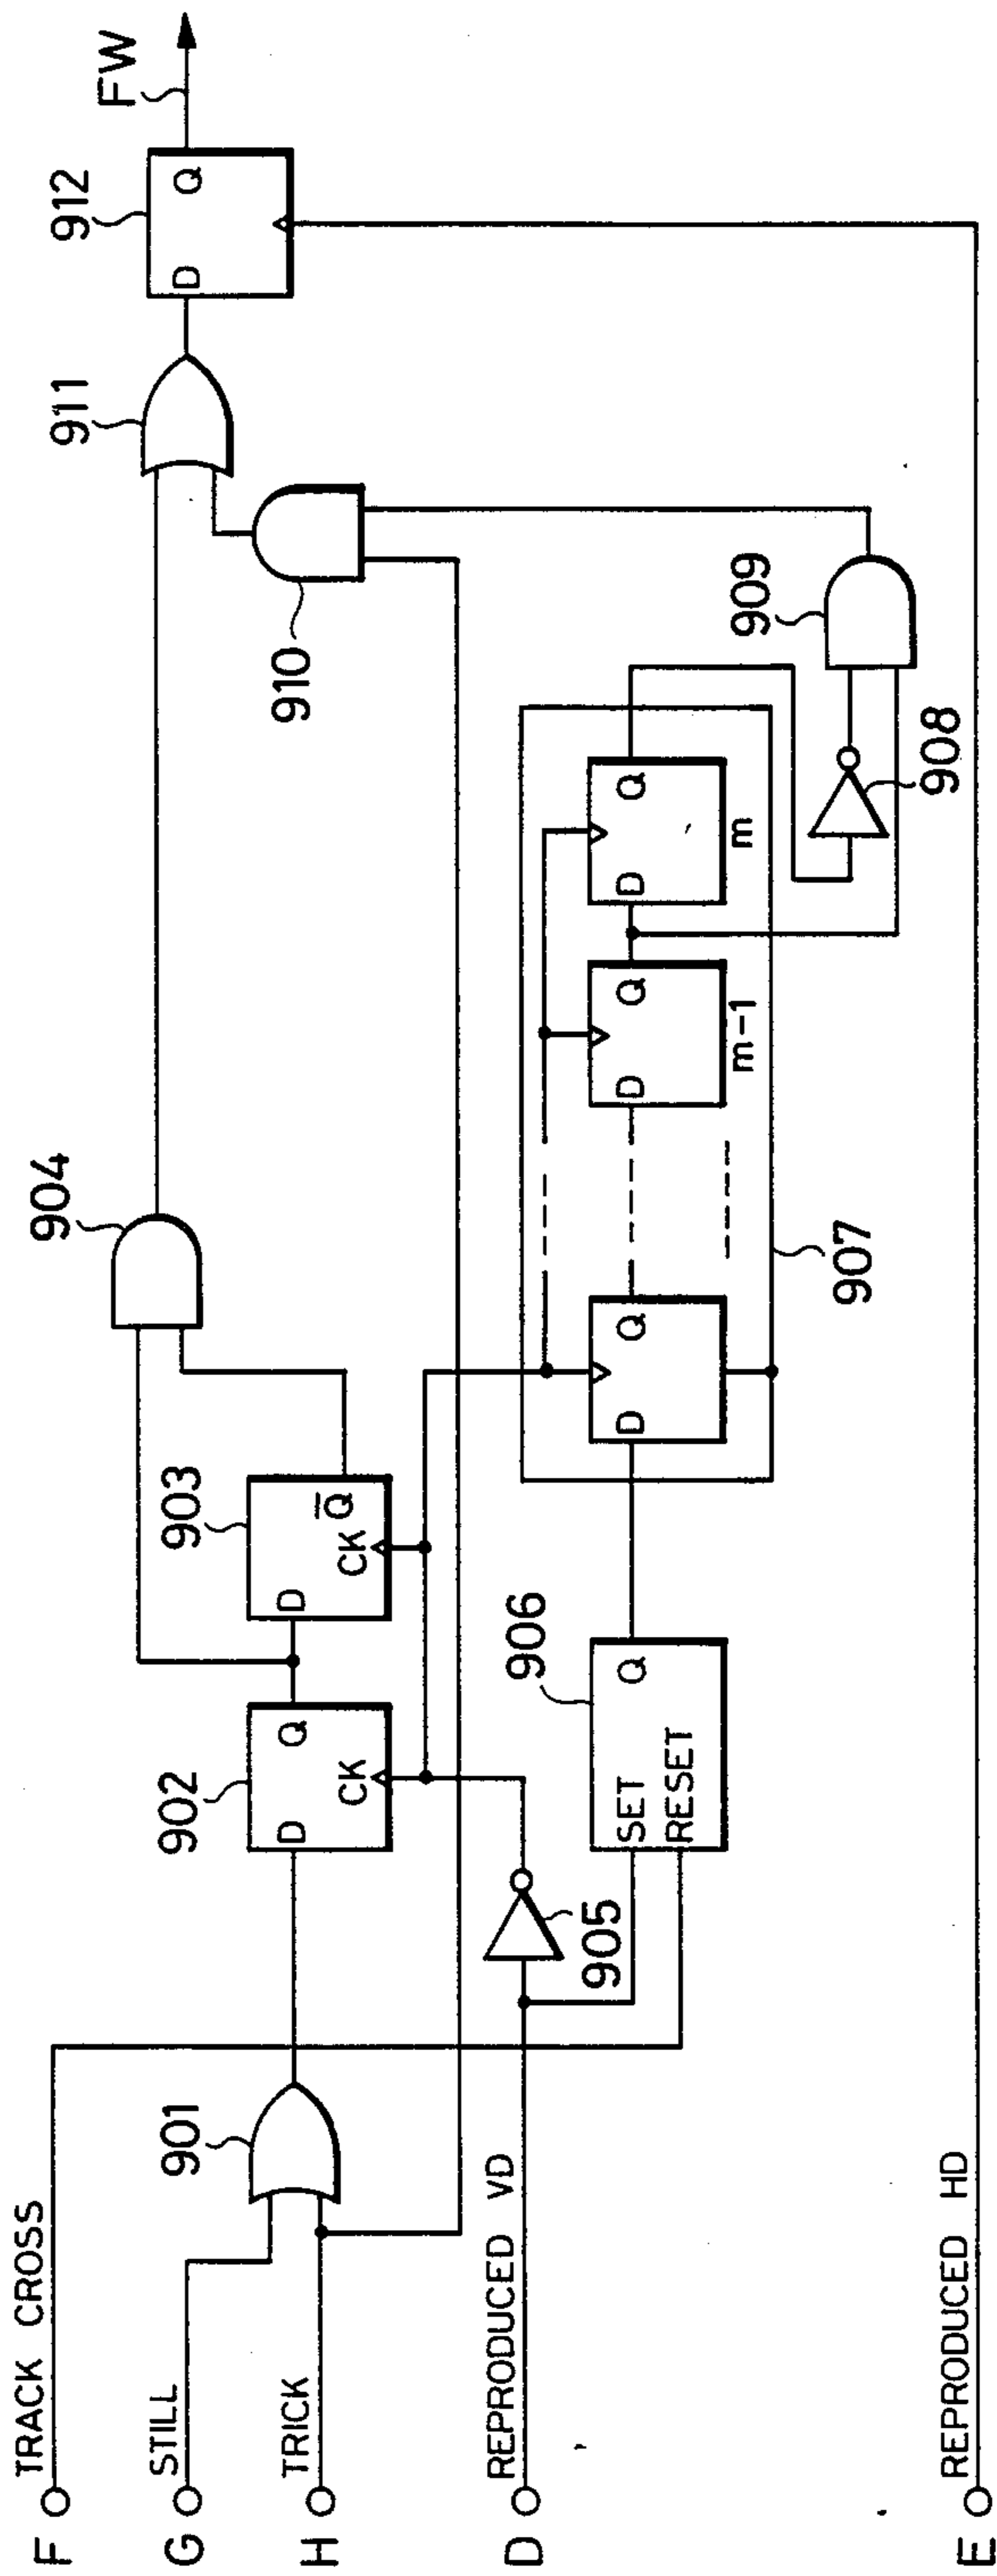 F TRACK CROSS
G STILL
H TRICK
D REPRODUCED VD
E REPRODUCED HD
901
902
D Q
CK
903
D Q̅
CK
904
905
906
SET Q
RESET
907
D Q
D Q
m-1
D Q
m
908
909
910
911
912
D Q
FW